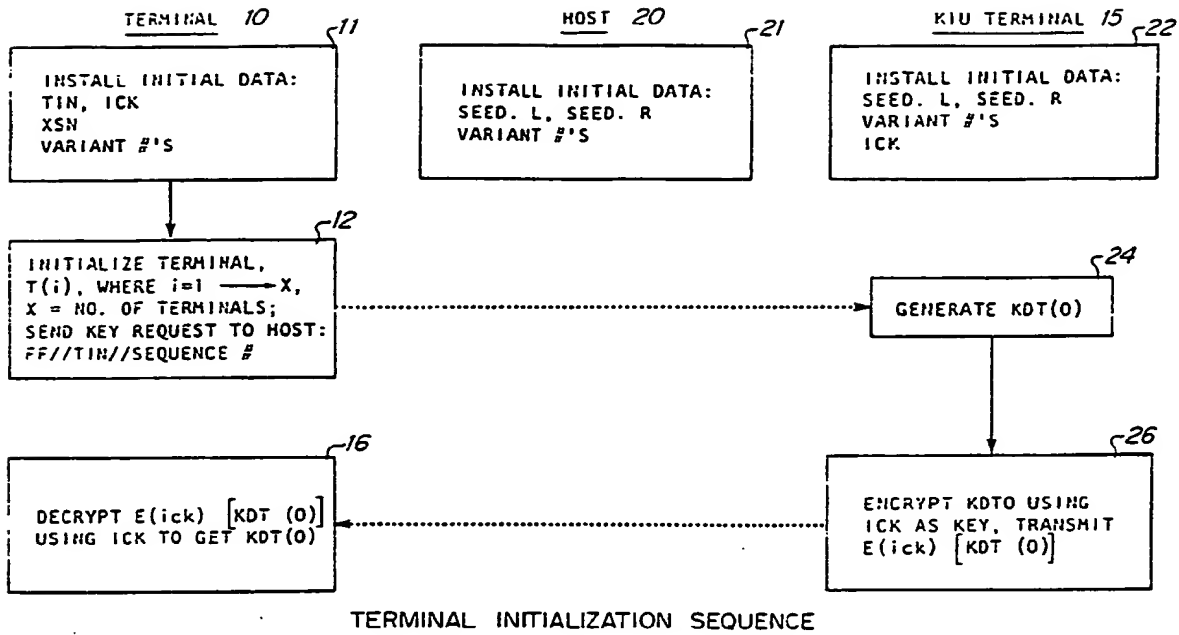 TERMINAL 10
HOST 20
KIU TERMINAL 15
11
INSTALL INITIAL DATA:
TIN, ICK
XSN
VARIANT #'S
21
INSTALL INITIAL DATA:
SEED. L, SEED. R
VARIANT #'S
22
INSTALL INITIAL DATA:
SEED. L, SEED. R
VARIANT #'S
ICK
12
INITIALIZE TERMINAL,
T(i), WHERE i=1 → X,
X = NO. OF TERMINALS;
SEND KEY REQUEST TO HOST:
FF//TIN//SEQUENCE #
24
GENERATE KDT(0)
16
DECRYPT E(ick) [KDT (0)]
USING ICK TO GET KDT(0)
26
ENCRYPT KDTO USING
ICK AS KEY, TRANSMIT
E(ick) [KDT (0)]
TERMINAL INITIALIZATION SEQUENCE